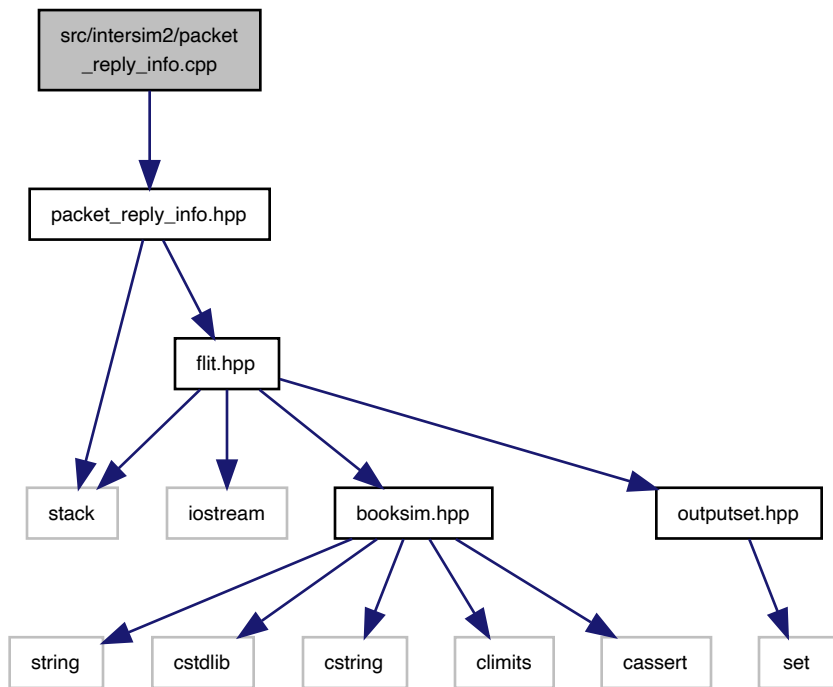 src/intersim2/packet
_reply_info.cpp
packet_reply_info.hpp
flit.hpp
stack
iostream
booksim.hpp
outputset.hpp
string
cstdlib
cstring
climits
cassert
set